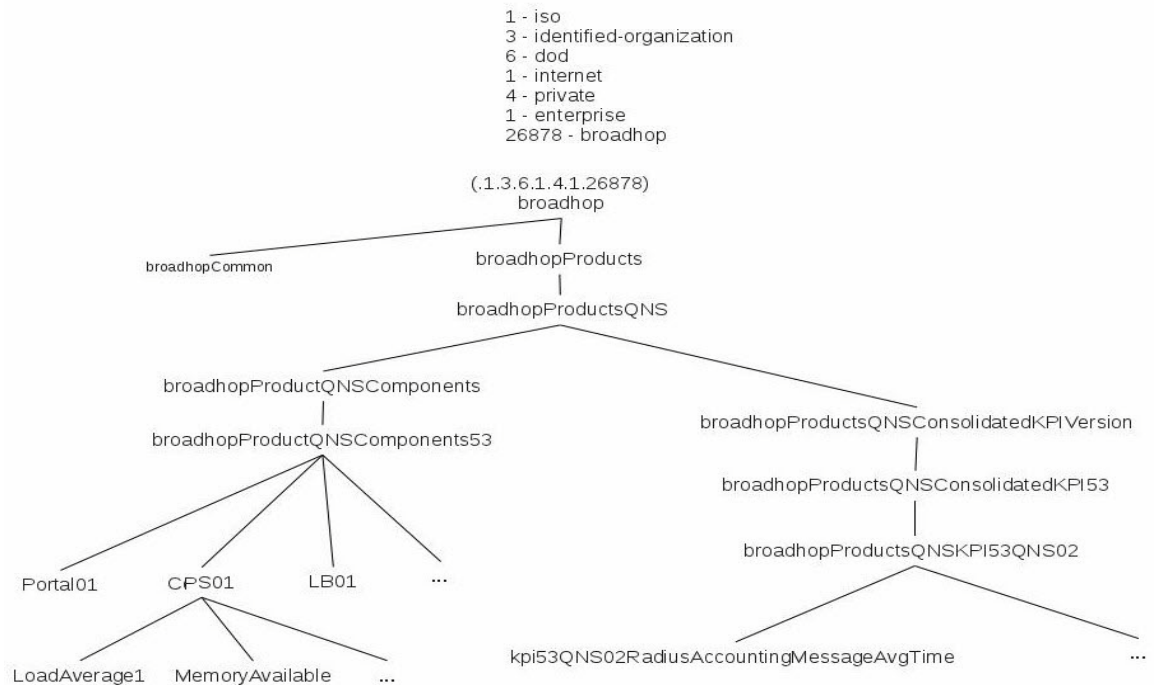 1 - iso
3 - identified-organization
6 - dod
1 - internet
4 - private
1 - enterprise
26878 - broadhop
(.1.3.6.1.4.1.26878)
broadhop
broadhopCommon
broadhopProducts
broadhopProductsQNS
broadhopProductQNSComponents
broadhopProductsQNSConsolidatedKPIVersion
broadhopProductQNSComponents53
broadhopProductsQNSConsolidatedKPI53
broadhopProductsQNSKPI53QNS02
Portal01 CPS01 LB01 ...
kpi53QNS02RadiusAccountingMessageAvgTime ...
LoadAverage1 MemoryAvailable ...